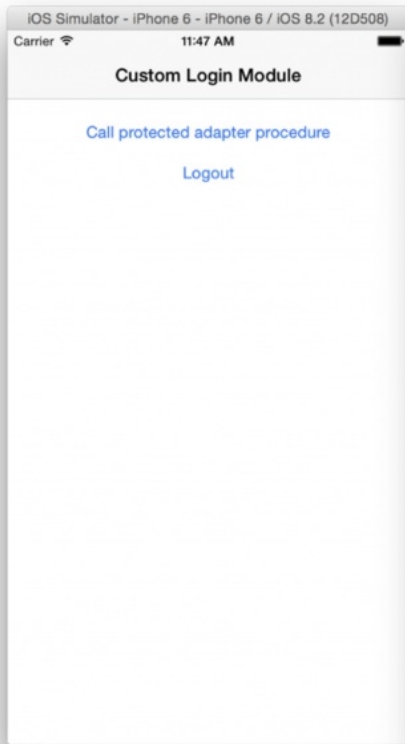 iOS Simulator - iPhone 6 - iPhone 6 / iOS 8.2 (12D508)
Carrier 11:47 AM
Custom Login Module
Call protected adapter procedure
Logout